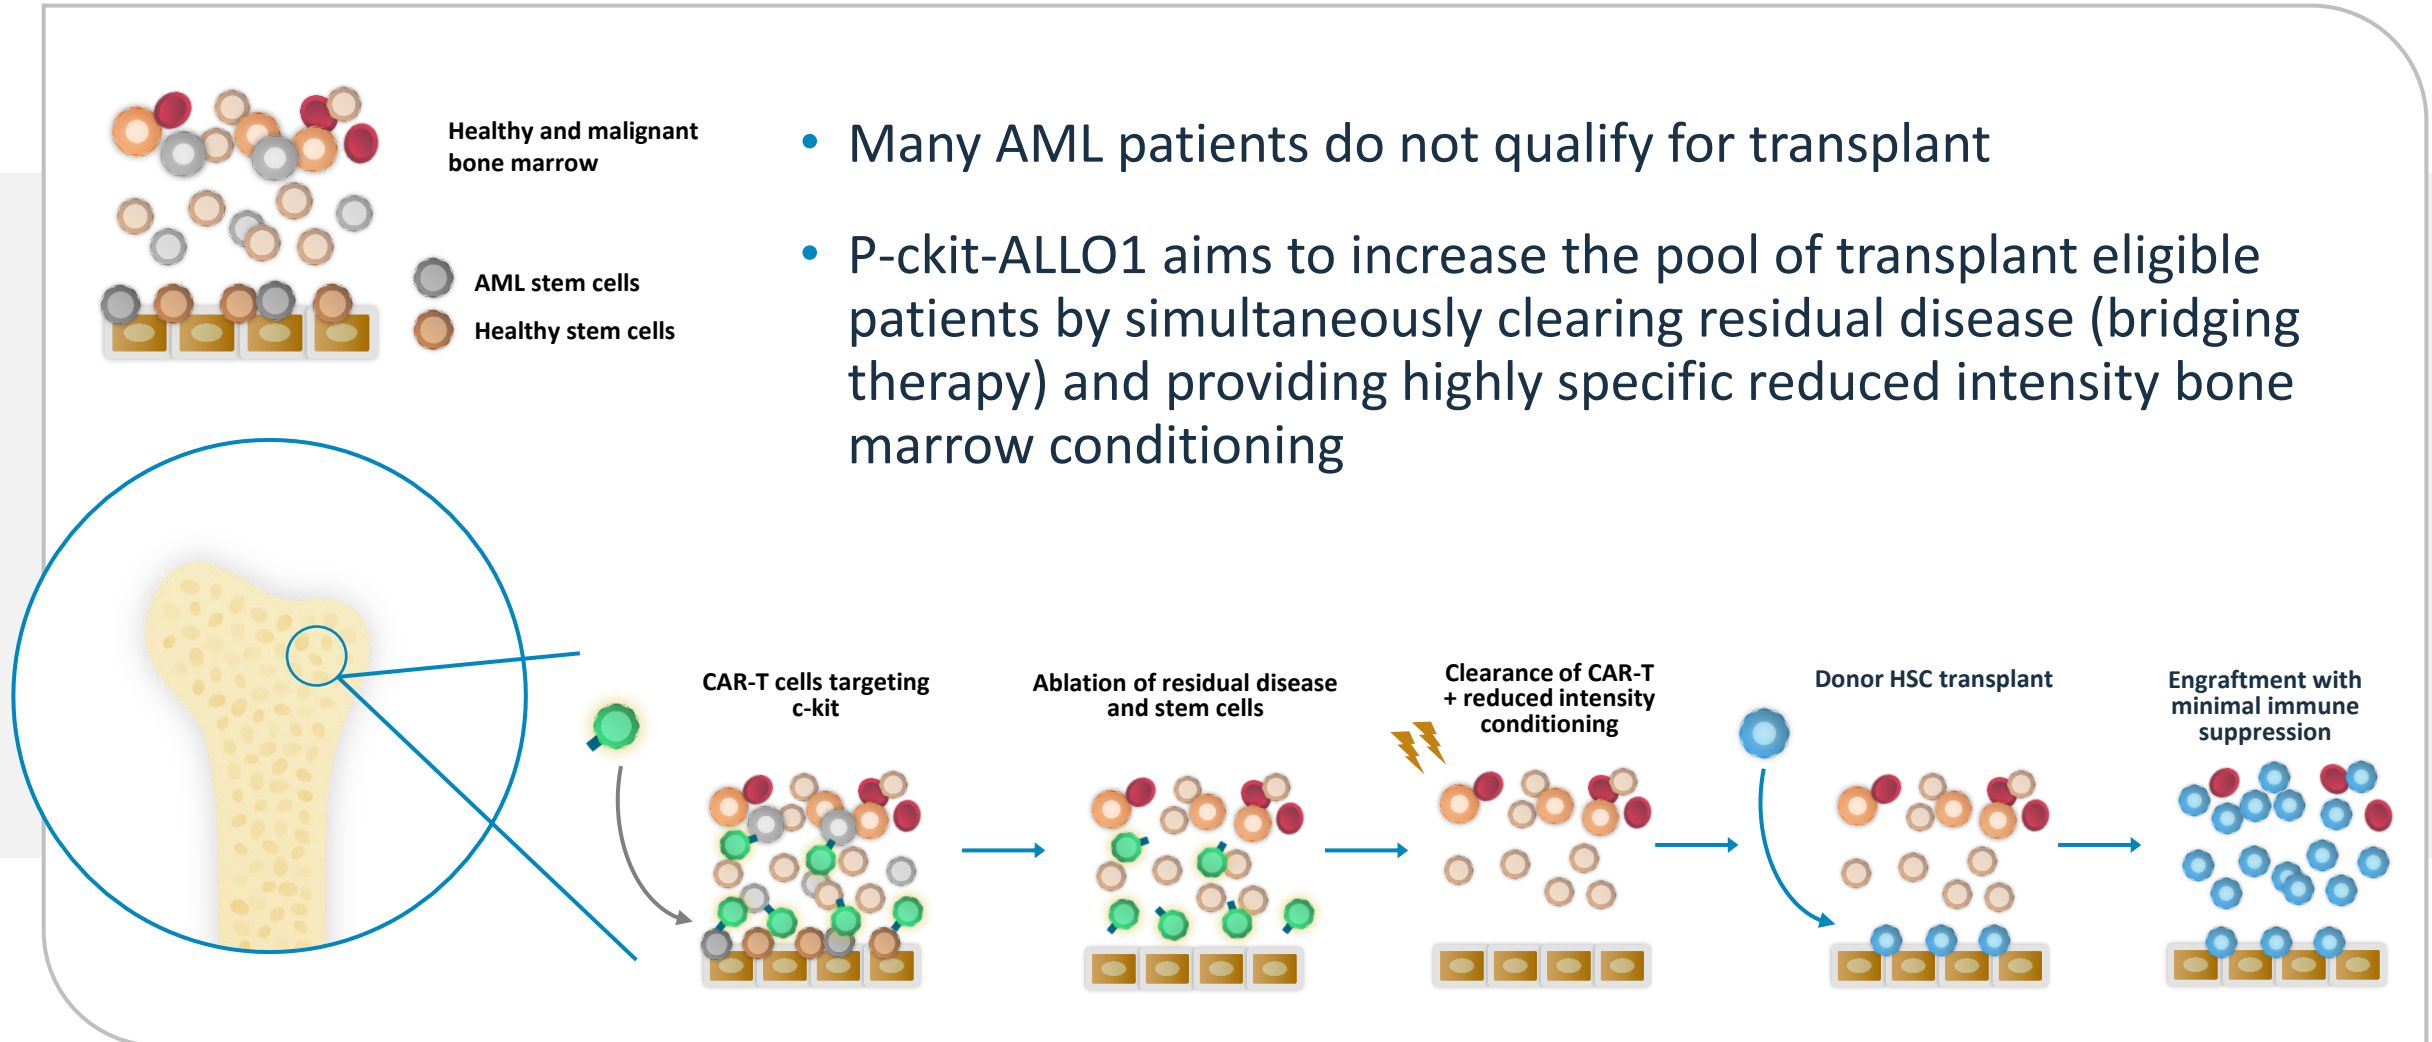 Healthy and malignant
bone marrow
AML stem cells
Healthy stem cells
• Many AML patients do not qualify for transplant
• P-ckit-ALLO1 aims to increase the pool of transplant eligible
patients by simultaneously clearing residual disease (bridging
therapy) and providing highly specific reduced intensity bone
marrow conditioning
CAR-T cells targeting
c-kit
Ablation of residual disease
and stem cells
Clearance of CAR-T
+ reduced intensity
conditioning
Donor HSC transplant
Engraftment with
minimal immune
suppression